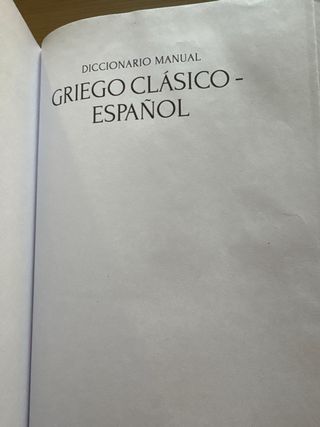 DICCIONARIO MANUAL
GRIEGO CLÁSICO -
ESPAÑOL